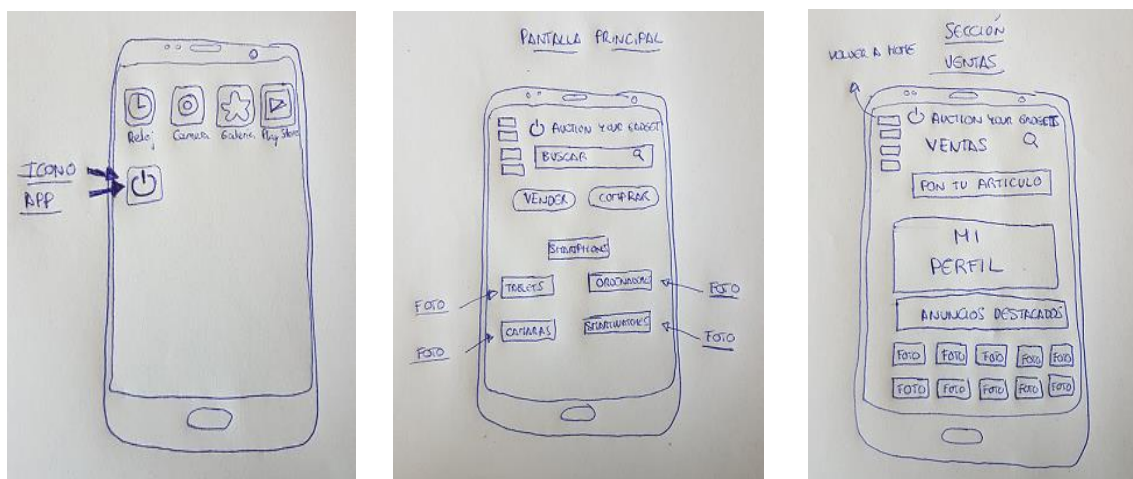 Reloj
Camara
Galeria
Play Store
ICONO
APP
PANTALLA PRINCIPAL
AUCTION YOUR GADGET
BUSCAR
VENDER
COMPRAR
SMARTPHONES
TABLETS
ORDENADORES
FOTO
FOTO
CAMARAS
SMARTWATCHES
FOTO
FOTO
SECCIÓN
VENTAS
VOLVER A HOME
AUCTION YOUR GADGETS
VENTAS
PON TU ARTICULO
MI
PERFIL
ANUNCIOS DESTACADOS
FOTO FOTO FOTO FOTO FOTO
FOTO FOTO FOTO FOTO FOTO